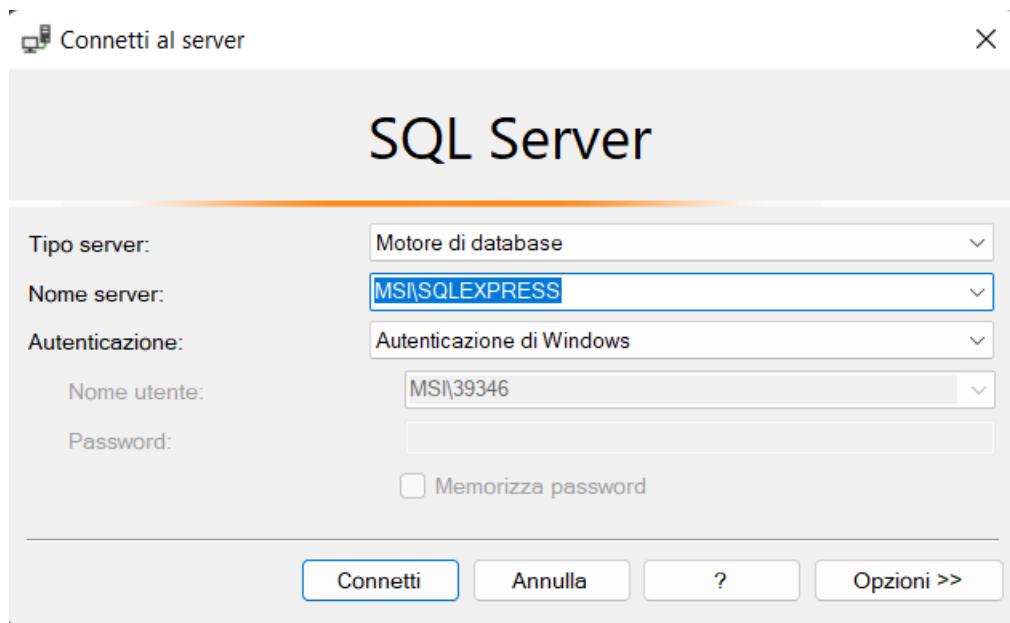 Connetti al server
SQL Server
Tipo server: Motore di database
Nome server: MSI\SQLEXPRESS
Autenticazione: Autenticazione di Windows
Nome utente: MSI\39346
Password:
Memorizza password
Connetti Annulla ? Opzioni >>